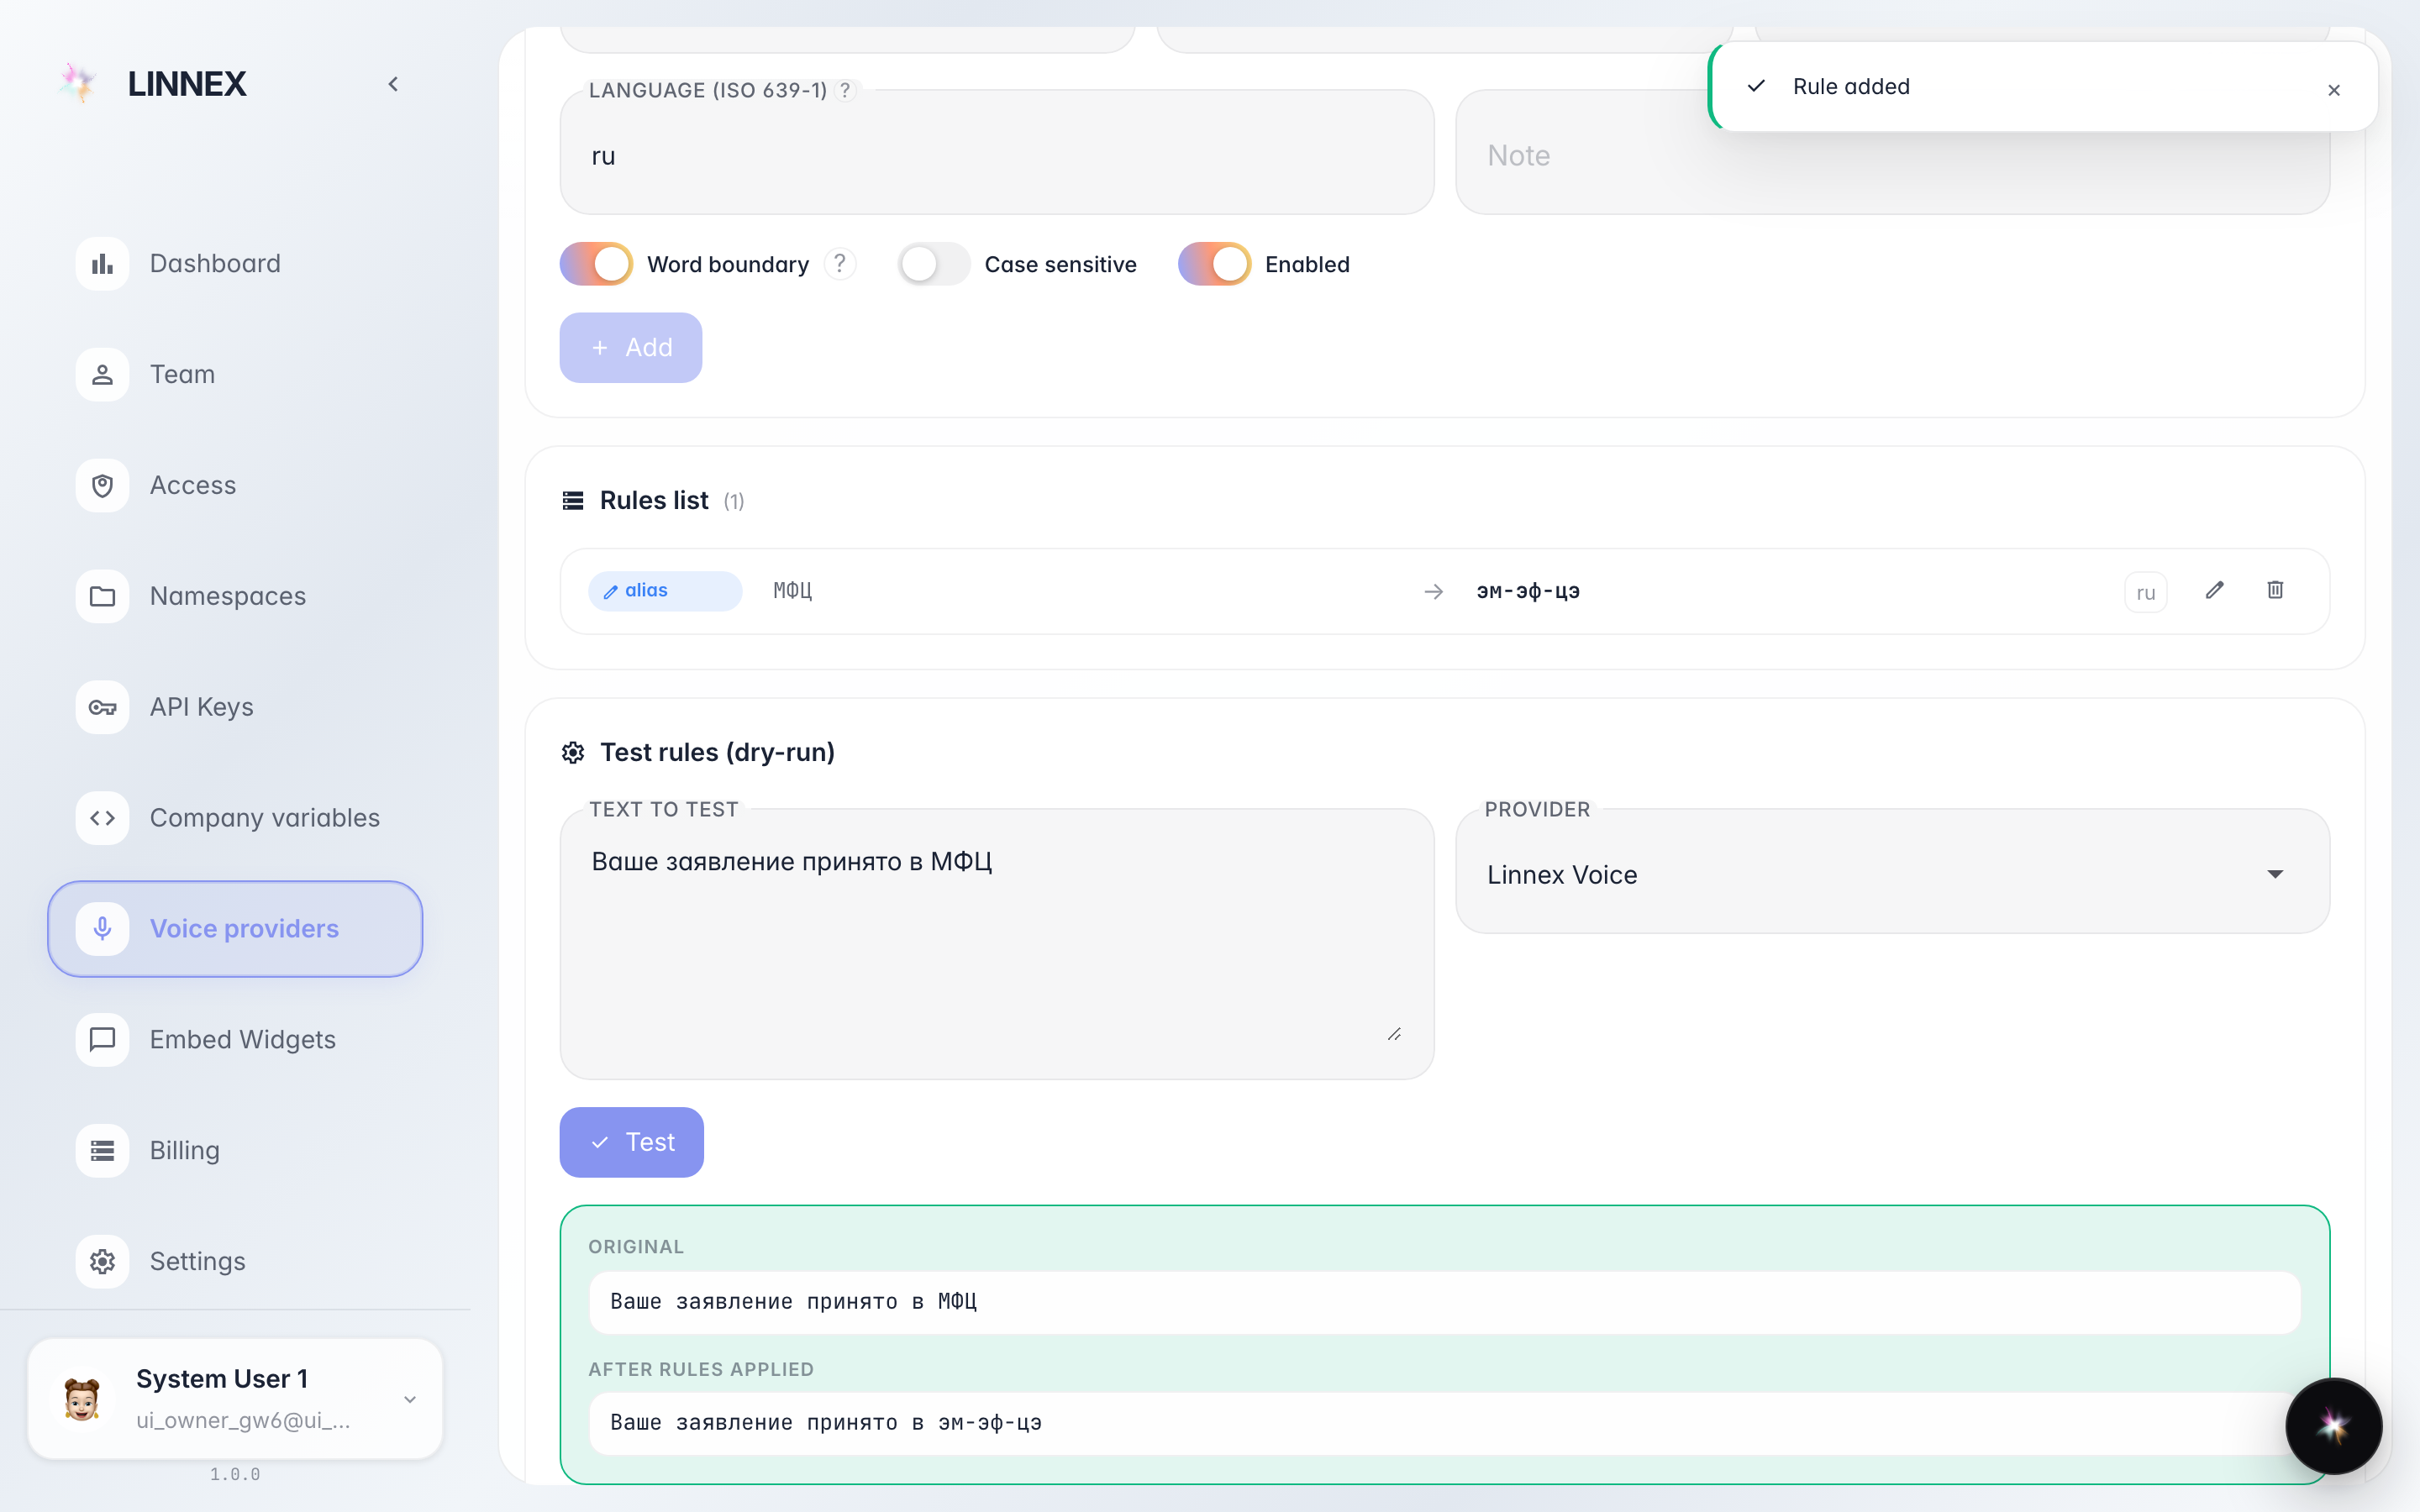 LINNEX
Dashboard
Team
Access
Namespaces
API Keys
Company variables
Voice providers
Embed Widgets
Billing
Settings
System User 1
ui_owner_gw6@ui_...
1.0.0
Rule added
LANGUAGE (ISO 639-1) ?
ru
Note
Word boundary ?
Case sensitive
Enabled
+ Add
Rules list (1)
alias МФЦ → эм-эф-цэ ru
Test rules (dry-run)
TEXT TO TEST
Ваше заявление принято в МФЦ
PROVIDER
Linnex Voice
Test
ORIGINAL
Ваше заявление принято в МФЦ
AFTER RULES APPLIED
Ваше заявление принято в эм-эф-цэ